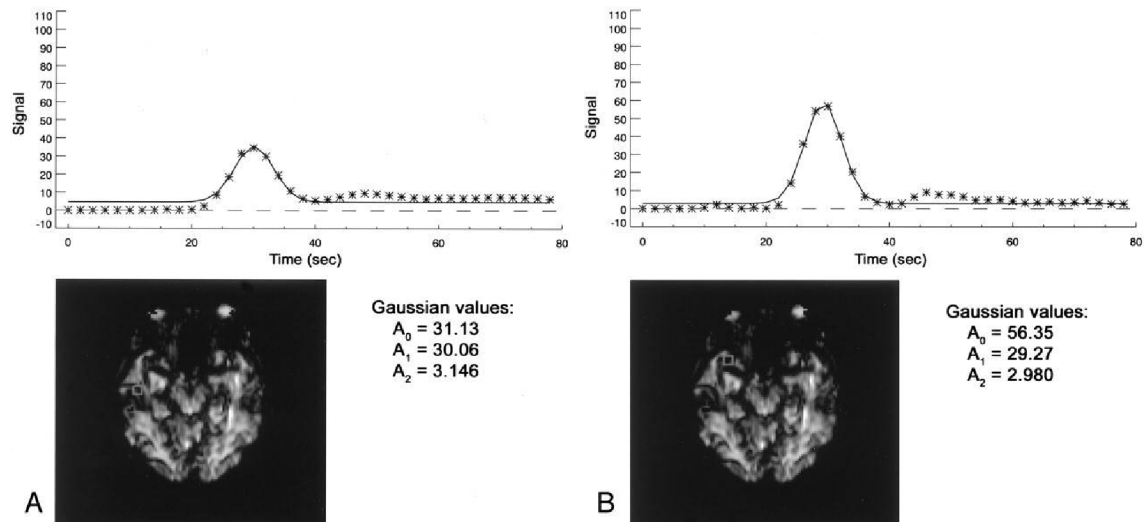 110
100
90
80
70
60
50
40
30
20
10
0
-10
Signal
0 20 40 60 80
Time (sec)
Gaussian values:
A0 = 31.13
A1 = 30.06
A2 = 3.146
A
110
100
90
80
70
60
50
40
30
20
10
0
-10
Signal
0 20 40 60 80
Time (sec)
Gaussian values:
A0 = 56.35
A1 = 29.27
A2 = 2.980
B